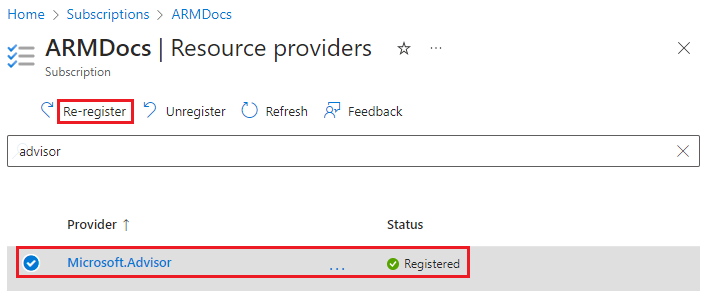 Home > Subscriptions > ARMDocs
ARMDocs | Resource providers
Subscription
Re-register Unregister Refresh Feedback
advisor
Provider ↑ Status
Microsoft.Advisor ... Registered